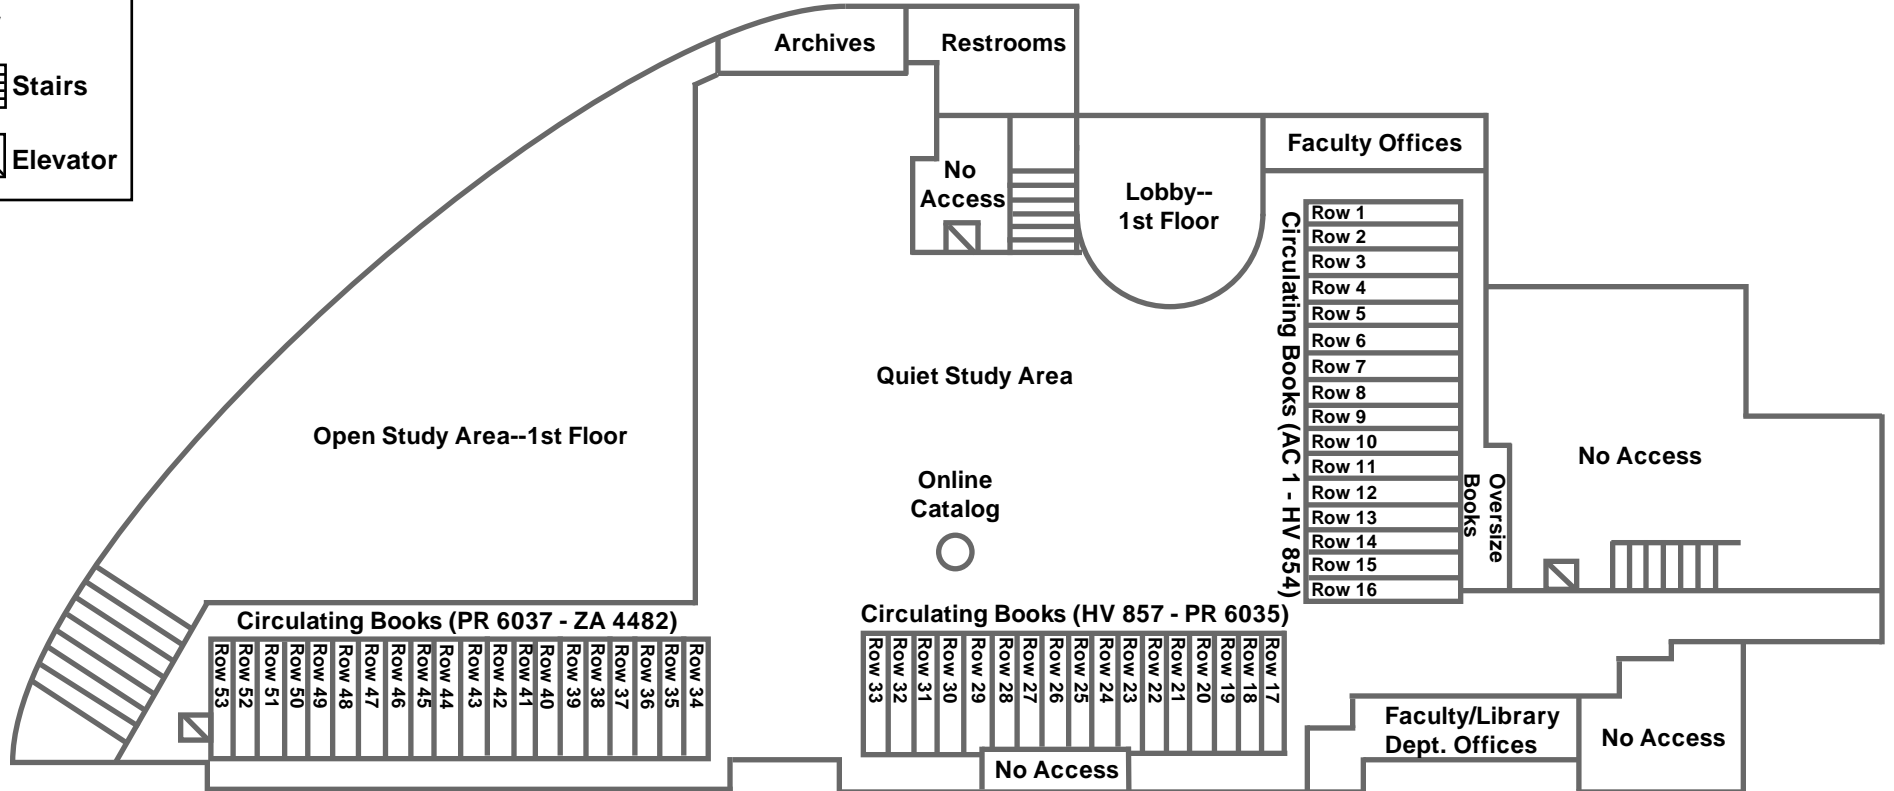 Stairs
Elevator
Archives
Restrooms
No
Access
Lobby--
1st Floor
Faculty Offices
Circulating Books (AC 1 - HV 854)
Row 1
Row 2
Row 3
Row 4
Row 5
Row 6
Row 7
Row 8
Row 9
Row 10
Row 11
Row 12
Row 13
Row 14
Row 15
Row 16
Oversize
Books
No Access
Quiet Study Area
Open Study Area--1st Floor
Online
Catalog
Circulating Books (PR 6037 - ZA 4482)
Row 53
Row 52
Row 51
Row 50
Row 49
Row 48
Row 47
Row 46
Row 45
Row 44
Row 43
Row 42
Row 41
Row 40
Row 39
Row 38
Row 37
Row 36
Row 35
Row 34
Circulating Books (HV 857 - PR 6035)
Row 33
Row 32
Row 31
Row 30
Row 29
Row 28
Row 27
Row 26
Row 25
Row 24
Row 23
Row 22
Row 21
Row 20
Row 19
Row 18
Row 17
No Access
Faculty/Library
Dept. Offices
No Access